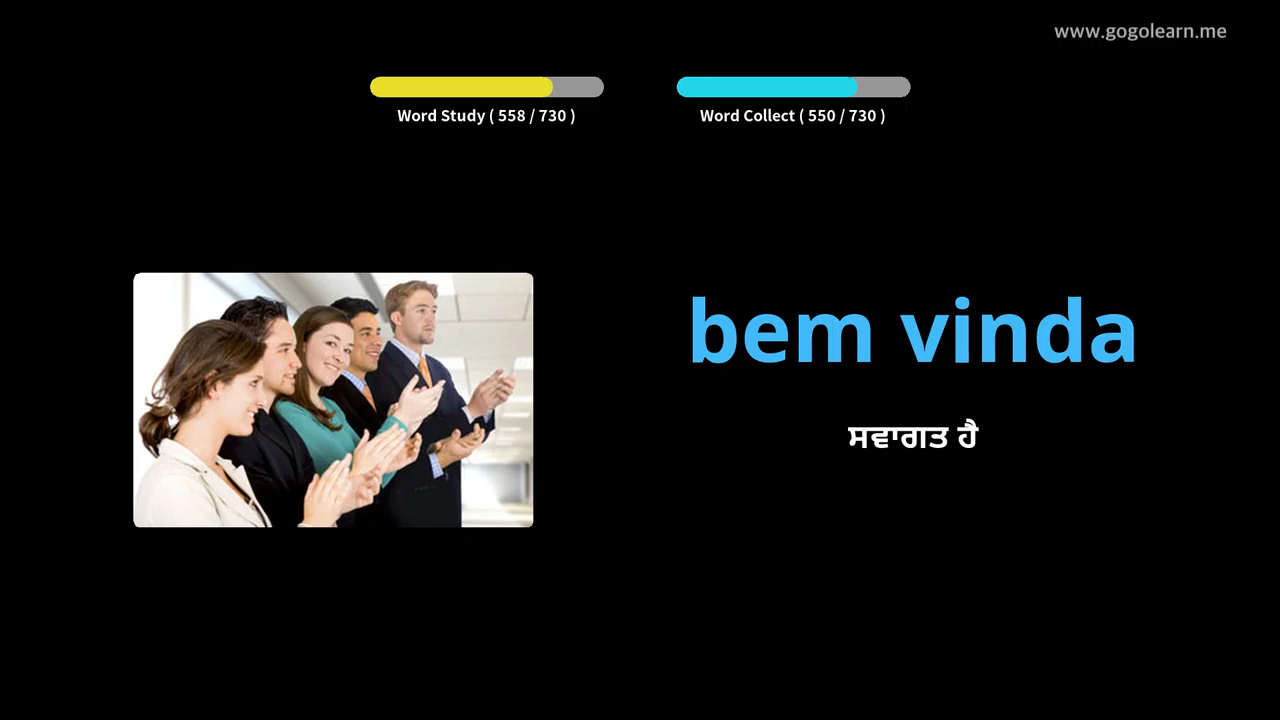 www.gogolearn.me
Word Study ( 558 / 730 )
Word Collect ( 550 / 730 )
bem vinda
ਸਵਾਗਤ ਹੈ